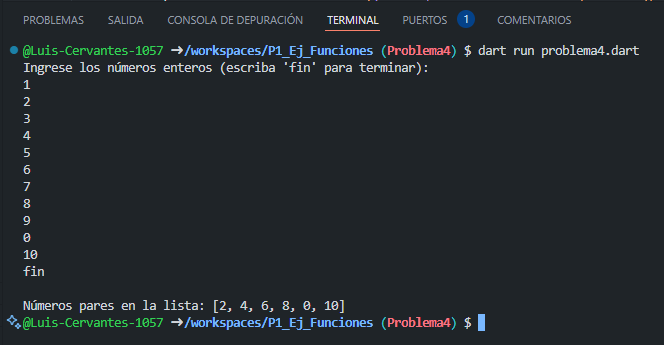 PROBLEMAS SALIDA CONSOLA DE DEPURACIÓN TERMINAL PUERTOS 1 COMENTARIOS
@Luis-Cervantes-1057 ➜/workspaces/P1_Ej_Funciones (Problema4) $ dart run problema4.dart
Ingrese los números enteros (escriba 'fin' para terminar):
1
2
3
4
5
6
7
8
9
0
10
fin
Números pares en la lista: [2, 4, 6, 8, 0, 10]
@Luis-Cervantes-1057 ➜/workspaces/P1_Ej_Funciones (Problema4) $